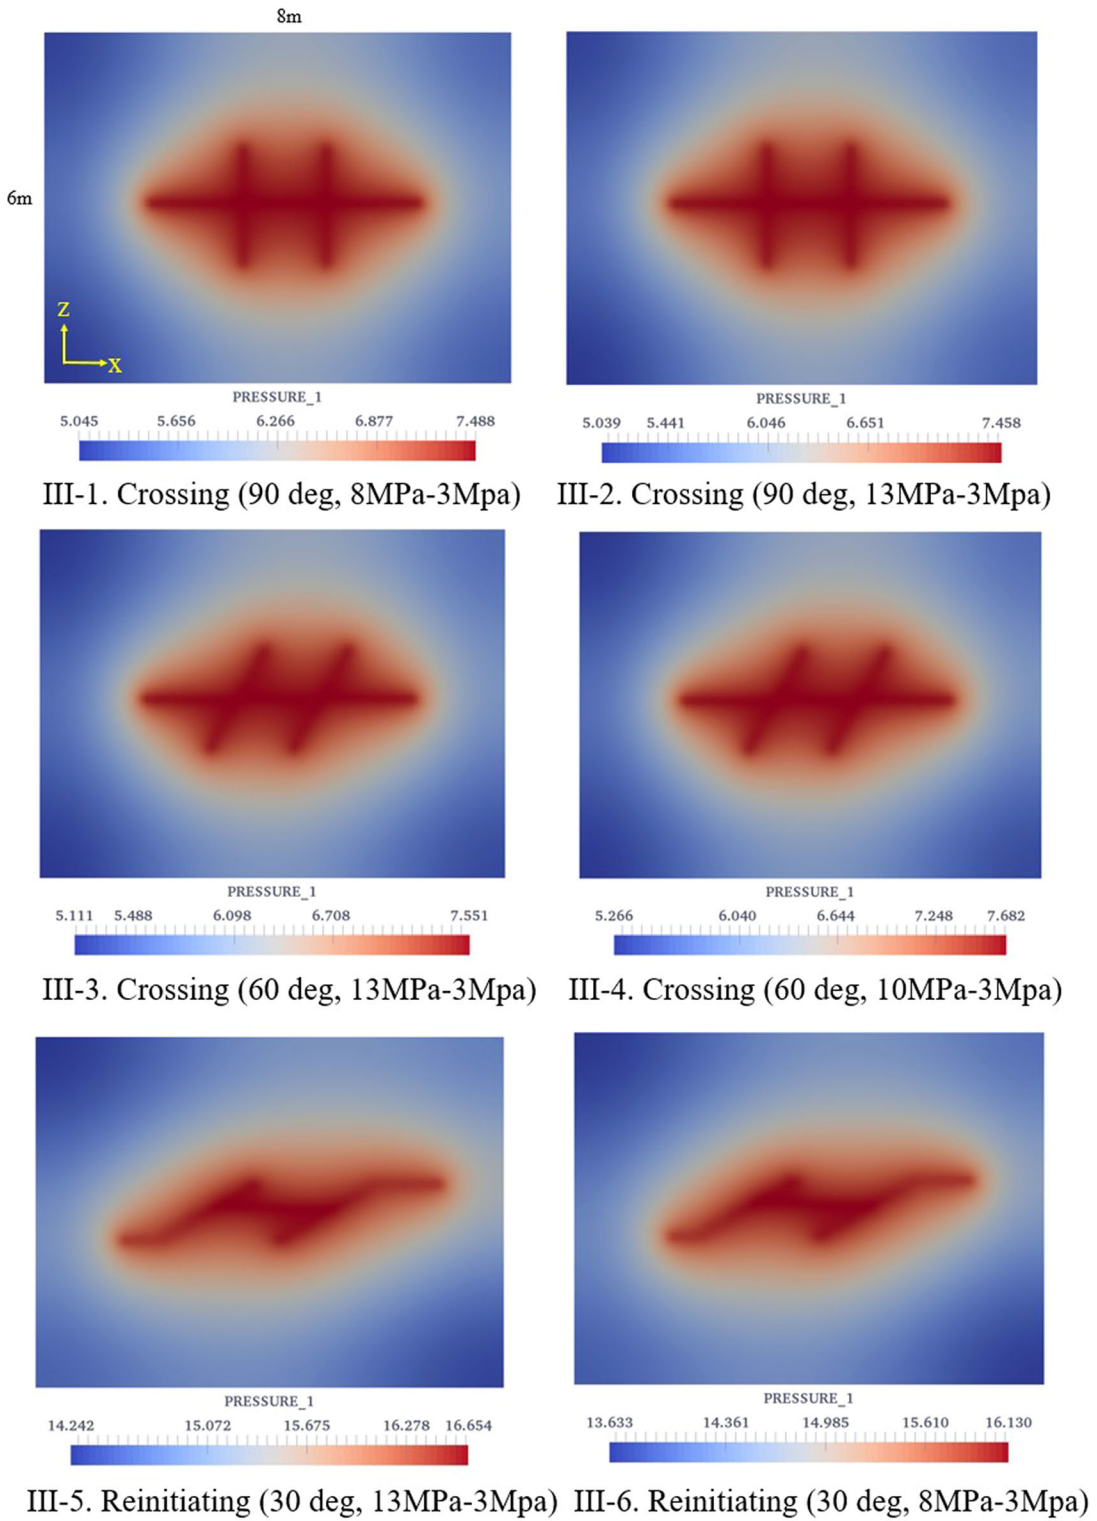 8m
6m
Z
X
PRESSURE_1
5.045 5.656 6.266 6.877 7.488
III-1. Crossing (90 deg, 8MPa-3Mpa)
PRESSURE_1
5.039 5.441 6.046 6.651 7.458
III-2. Crossing (90 deg, 13MPa-3Mpa)
PRESSURE_1
5.111 5.488 6.098 6.708 7.551
III-3. Crossing (60 deg, 13MPa-3Mpa)
PRESSURE_1
5.266 6.040 6.644 7.248 7.682
III-4. Crossing (60 deg, 10MPa-3Mpa)
PRESSURE_1
14.242 15.072 15.675 16.278 16.654
III-5. Reinitiating (30 deg, 13MPa-3Mpa)
PRESSURE_1
13.633 14.361 14.985 15.610 16.130
III-6. Reinitiating (30 deg, 8MPa-3Mpa)